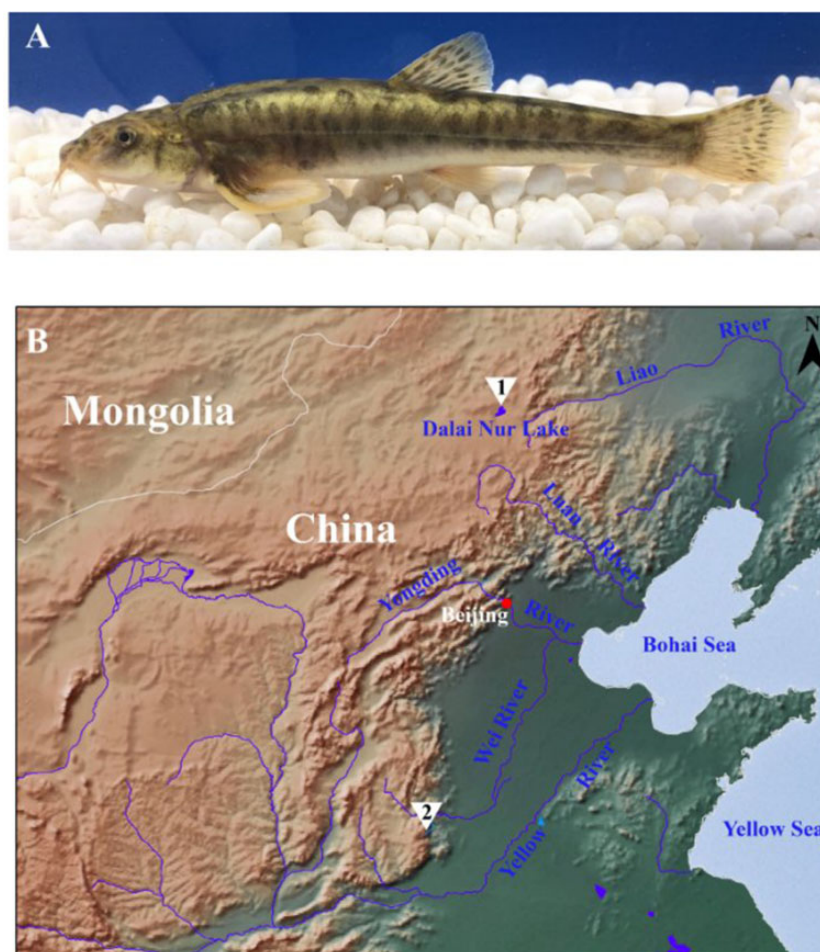 A
B
N
River
Liao
1
Mongolia
Dalai Nur Lake
Luan
China
River
Yongding
Beijing
River
Bohai Sea
Wei River
River
2
Yellow
Yellow Sea